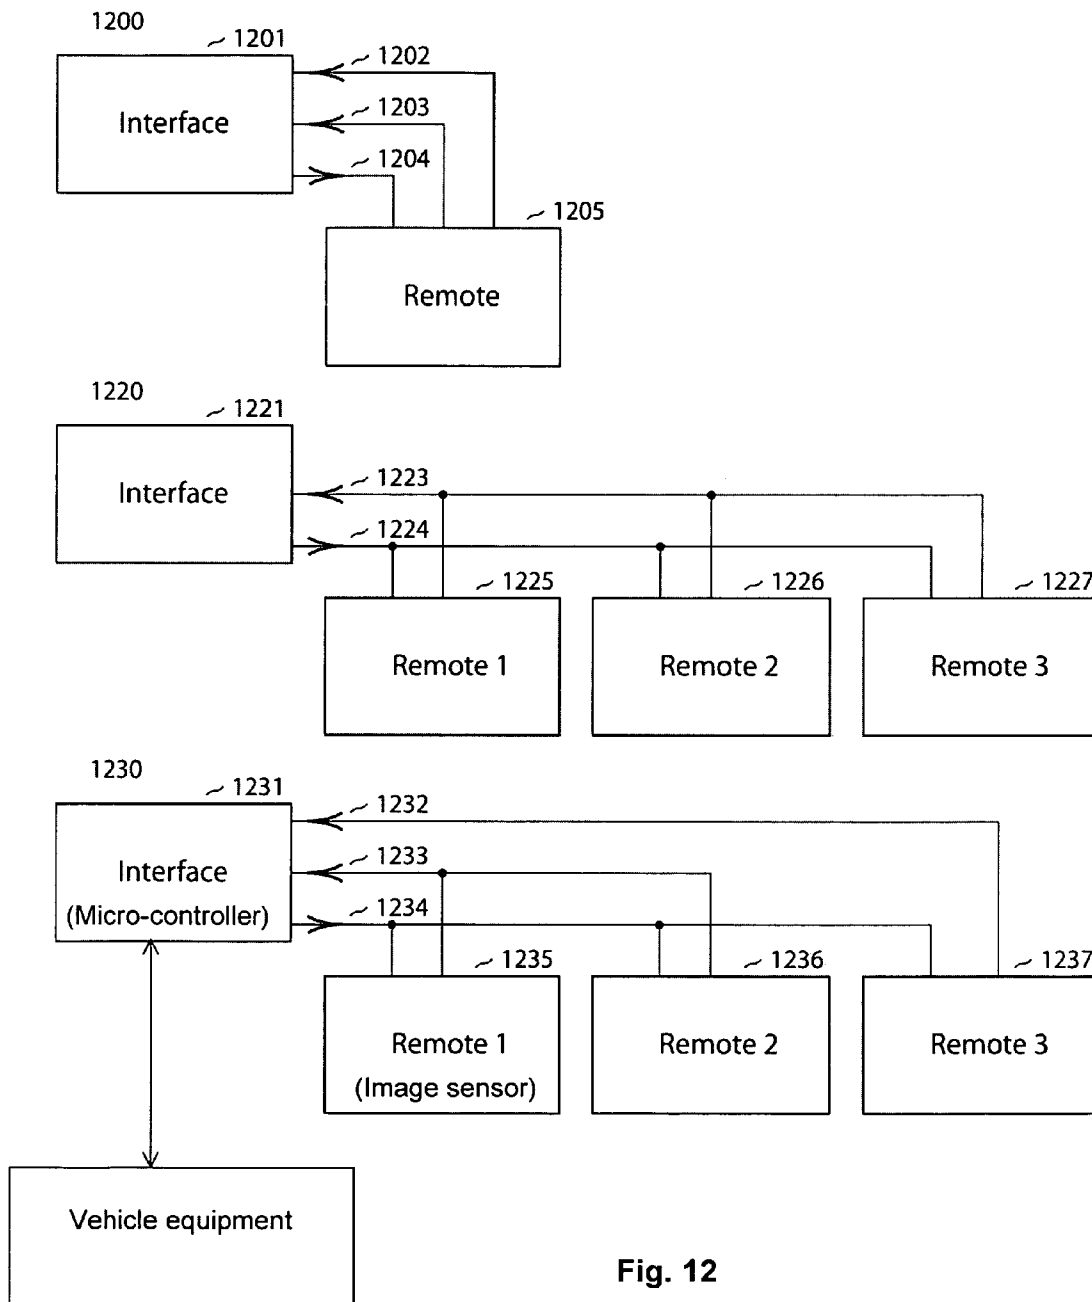 1200
1201
1202
Interface
1203
1204
1205
Remote
1220
1221
1223
Interface
1224
1225
1226
1227
Remote 1
Remote 2
Remote 3
1230
1231
1232
Interface
(Micro-controller)
1233
1234
1235
1236
1237
Remote 1
(Image sensor)
Remote 2
Remote 3
Vehicle equipment
Fig. 12